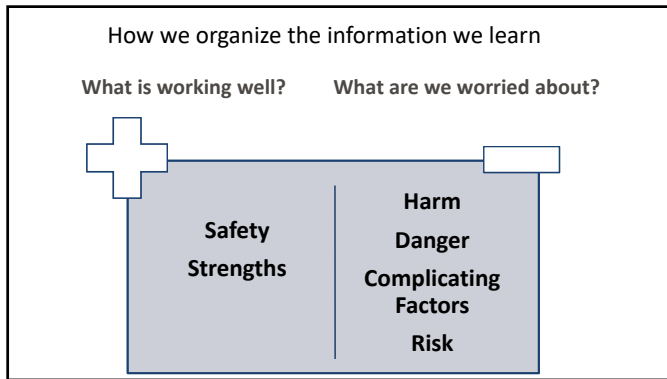 How we organize the information we learn
What is working well?
What are we worried about?
Safety
Strengths
Harm
Danger
Complicating
Factors
Risk